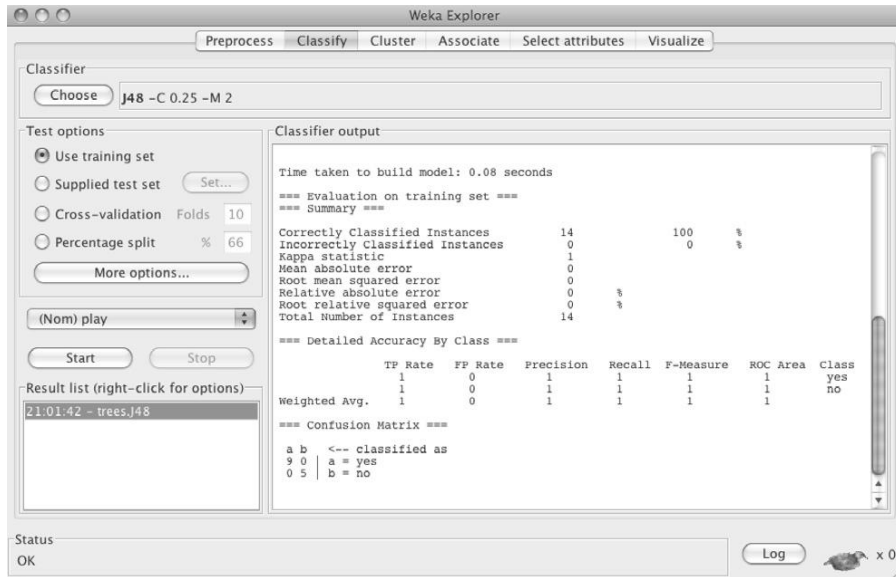 Weka Explorer
Preprocess Classify Cluster Associate Select attributes Visualize
Classifier
Choose J48 -C 0.25 -M 2
Test options
Use training set
Supplied test set Set...
Cross-validation Folds 10
Percentage split % 66
More options...
(Nom) play
Start Stop
Result list (right-click for options)
21:01:42 - trees.J48
Classifier output
Time taken to build model: 0.08 seconds
=== Evaluation on training set ===
=== Summary ===
Correctly Classified Instances 14 100 %
Incorrectly Classified Instances 0 0 %
Kappa statistic 1
Mean absolute error 0
Root mean squared error 0
Relative absolute error 0 %
Root relative squared error 0 %
Total Number of Instances 14
=== Detailed Accuracy By Class ===
TP Rate FP Rate Precision Recall F-Measure ROC Area Class
1 0 1 1 1 1 yes
1 0 1 1 1 1 no
Weighted Avg. 1 0 1 1 1 1
=== Confusion Matrix ===
a b <-- classified as
9 0 | a = yes
0 5 | b = no
Status
OK
Log
x 0